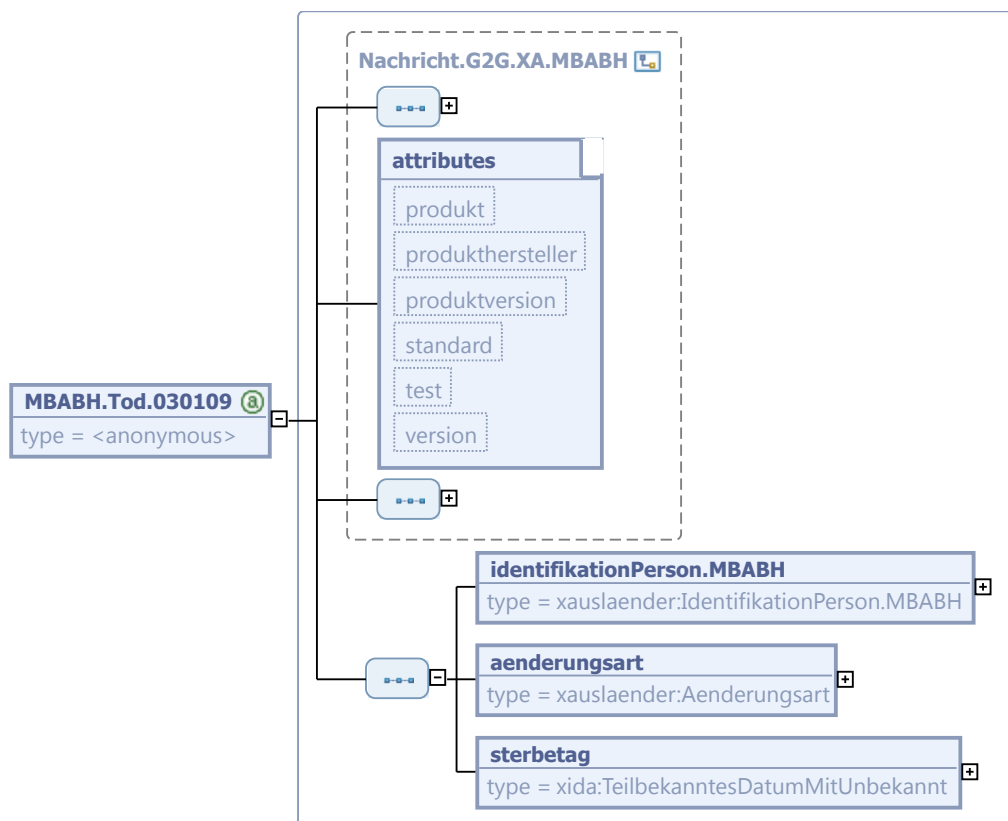 Nachricht.G2G.XA.MBABH
attributes
produkt
produkthersteller
produktversion
standard
test
version
MBABH.Tod.030109 a
type = <anonymous>
identifikationPerson.MBABH
type = xauslaender:IdentifikationPerson.MBABH
aenderungsart
type = xauslaender:Aenderungsart
sterbetag
type = xida:TeilbekanntesDatumMitUnbekannt